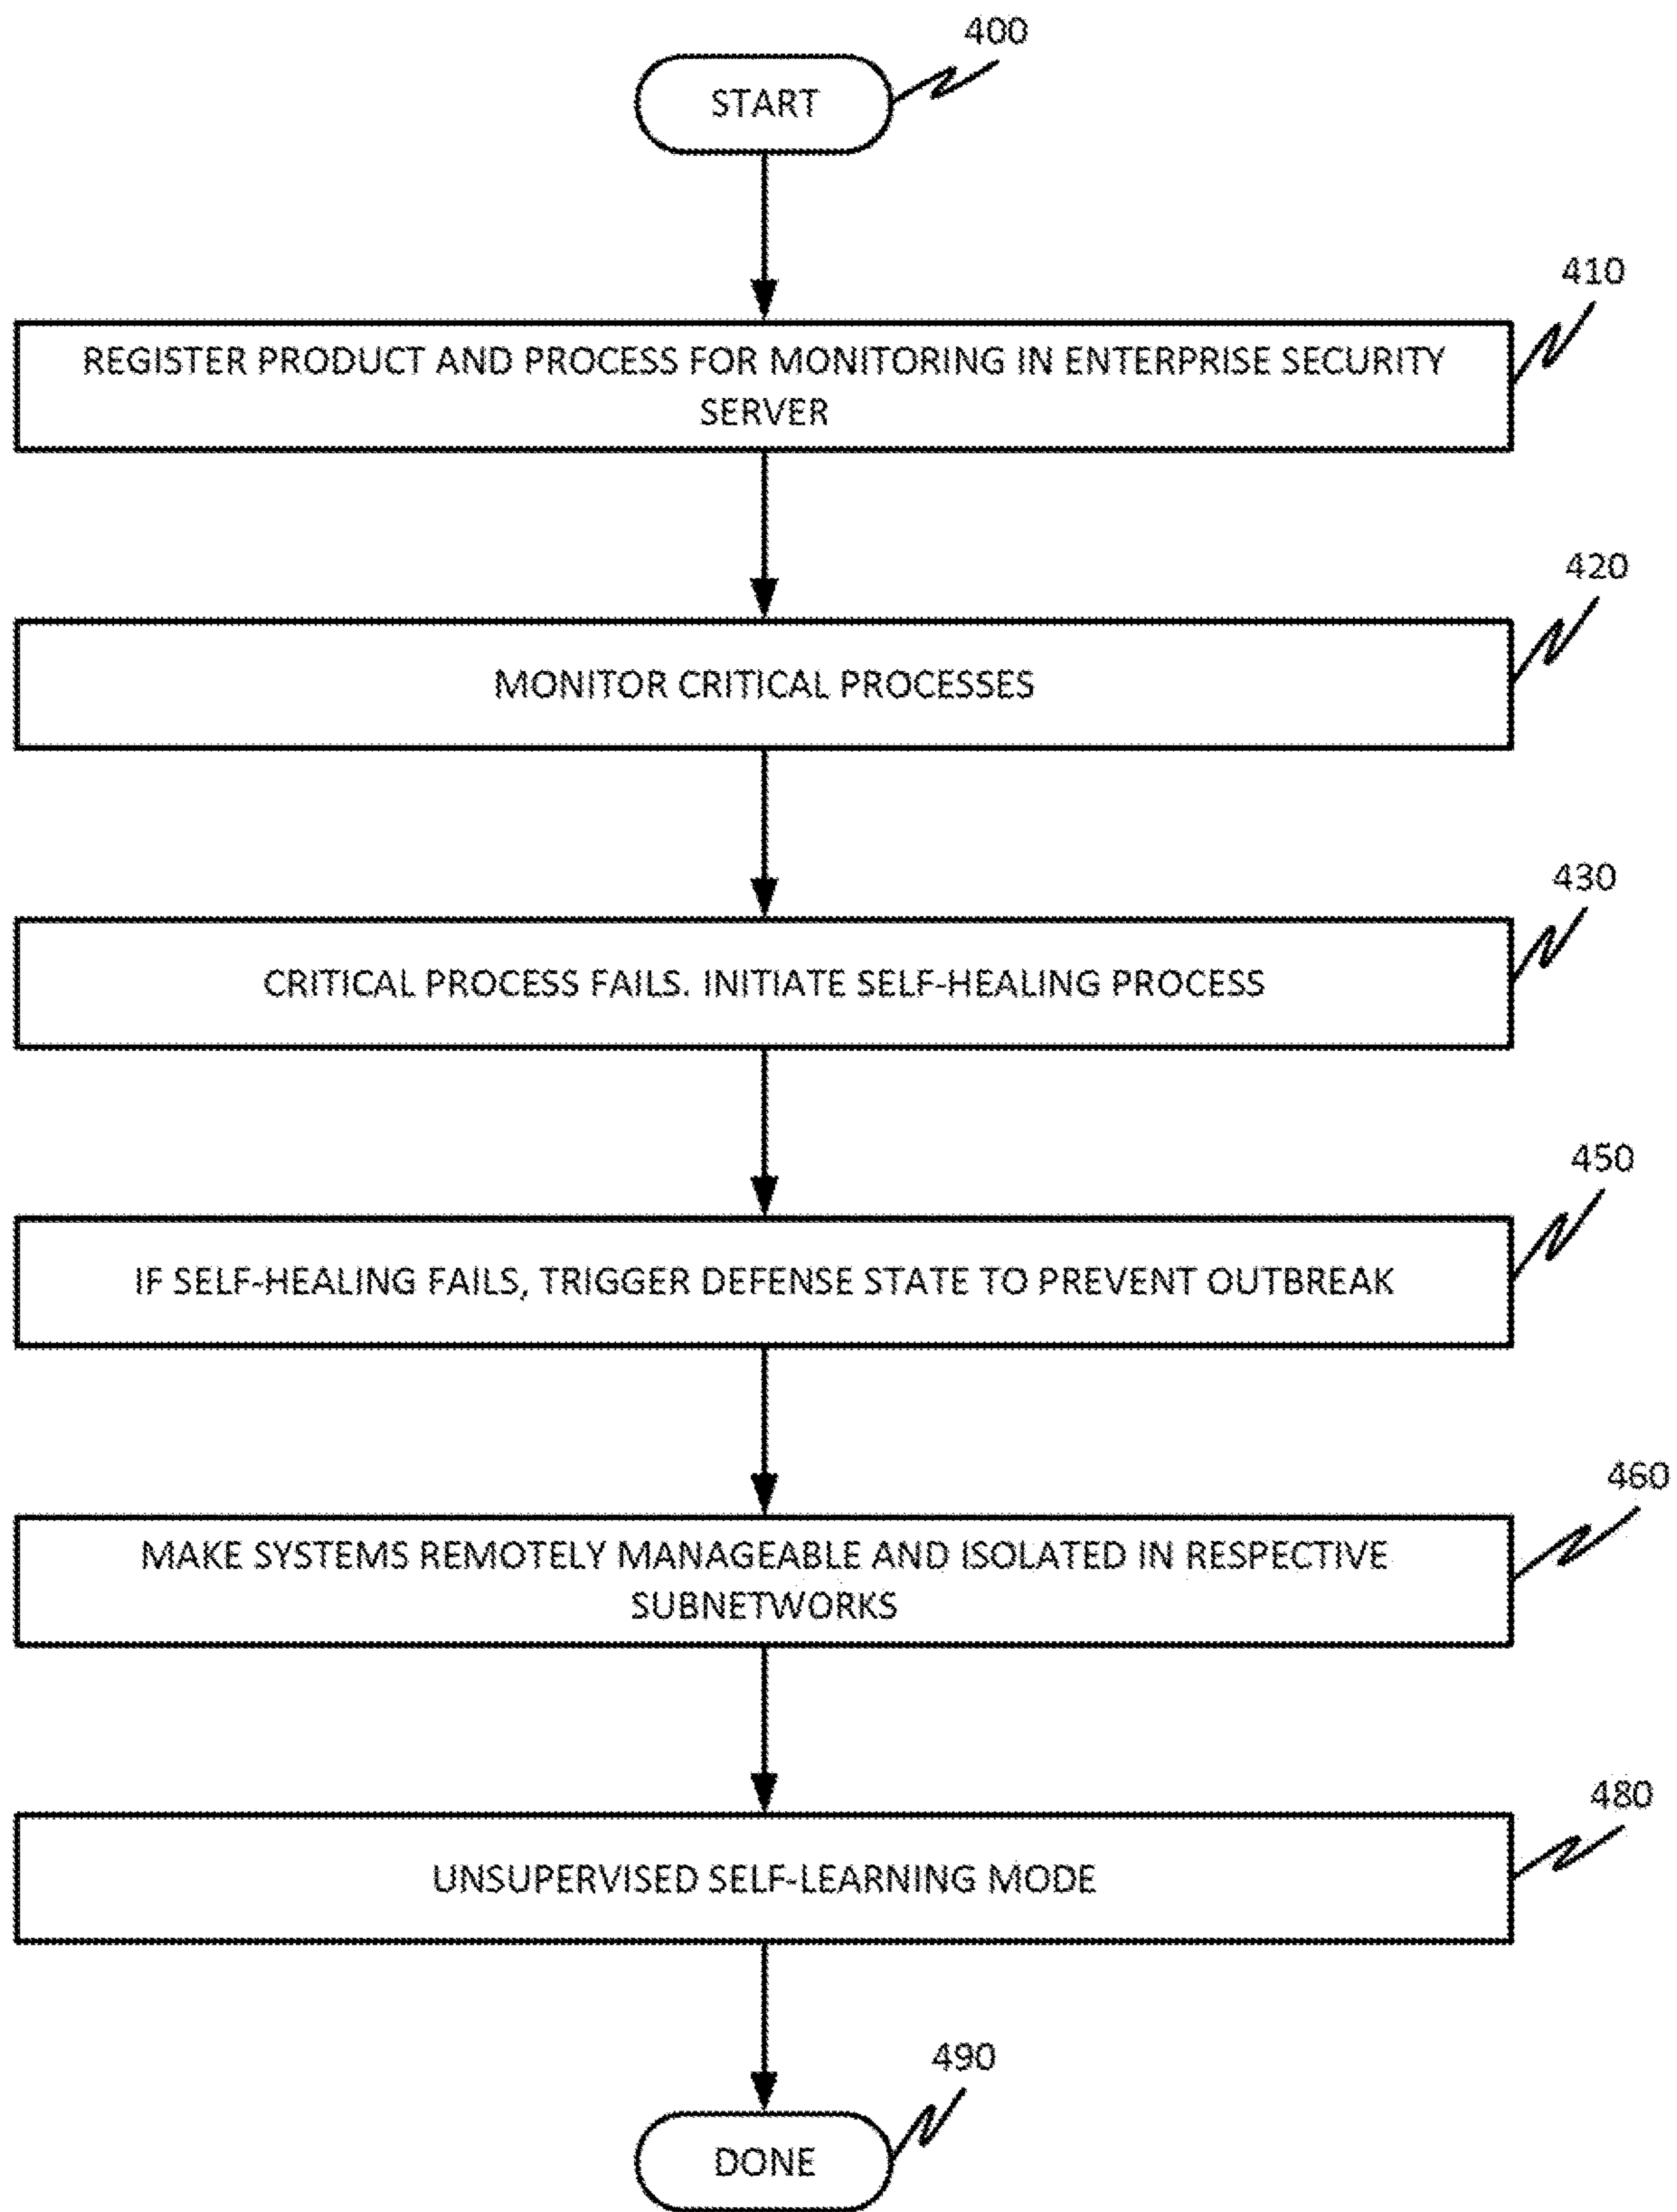 400
START
410
REGISTER PRODUCT AND PROCESS FOR MONITORING IN ENTERPRISE SECURITY
SERVER
420
MONITOR CRITICAL PROCESSES
430
CRITICAL PROCESS FAILS. INITIATE SELF-HEALING PROCESS
450
IF SELF-HEALING FAILS, TRIGGER DEFENSE STATE TO PREVENT OUTBREAK
460
MAKE SYSTEMS REMOTELY MANAGEABLE AND ISOLATED IN RESPECTIVE
SUBNETWORKS
480
UNSUPERVISED SELF-LEARNING MODE
490
DONE